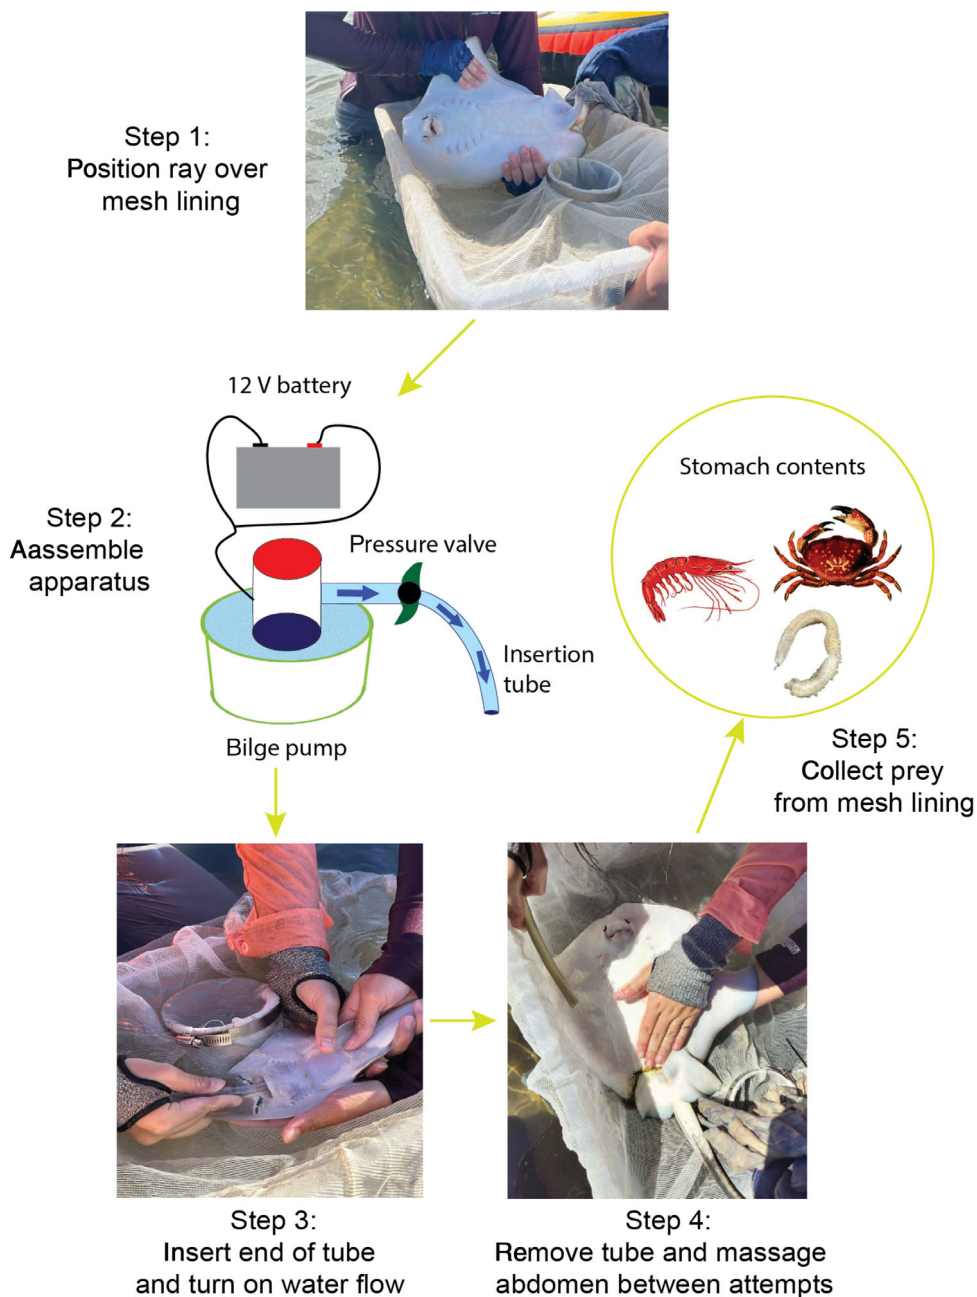 Step 1:
Position ray over
mesh lining
12 V battery
Step 2:
Aassemble
apparatus
Pressure valve
Insertion
tube
Bilge pump
Stomach contents
Step 5:
Collect prey
from mesh lining
Step 3:
Insert end of tube
and turn on water flow
Step 4:
Remove tube and massage
abdomen between attempts